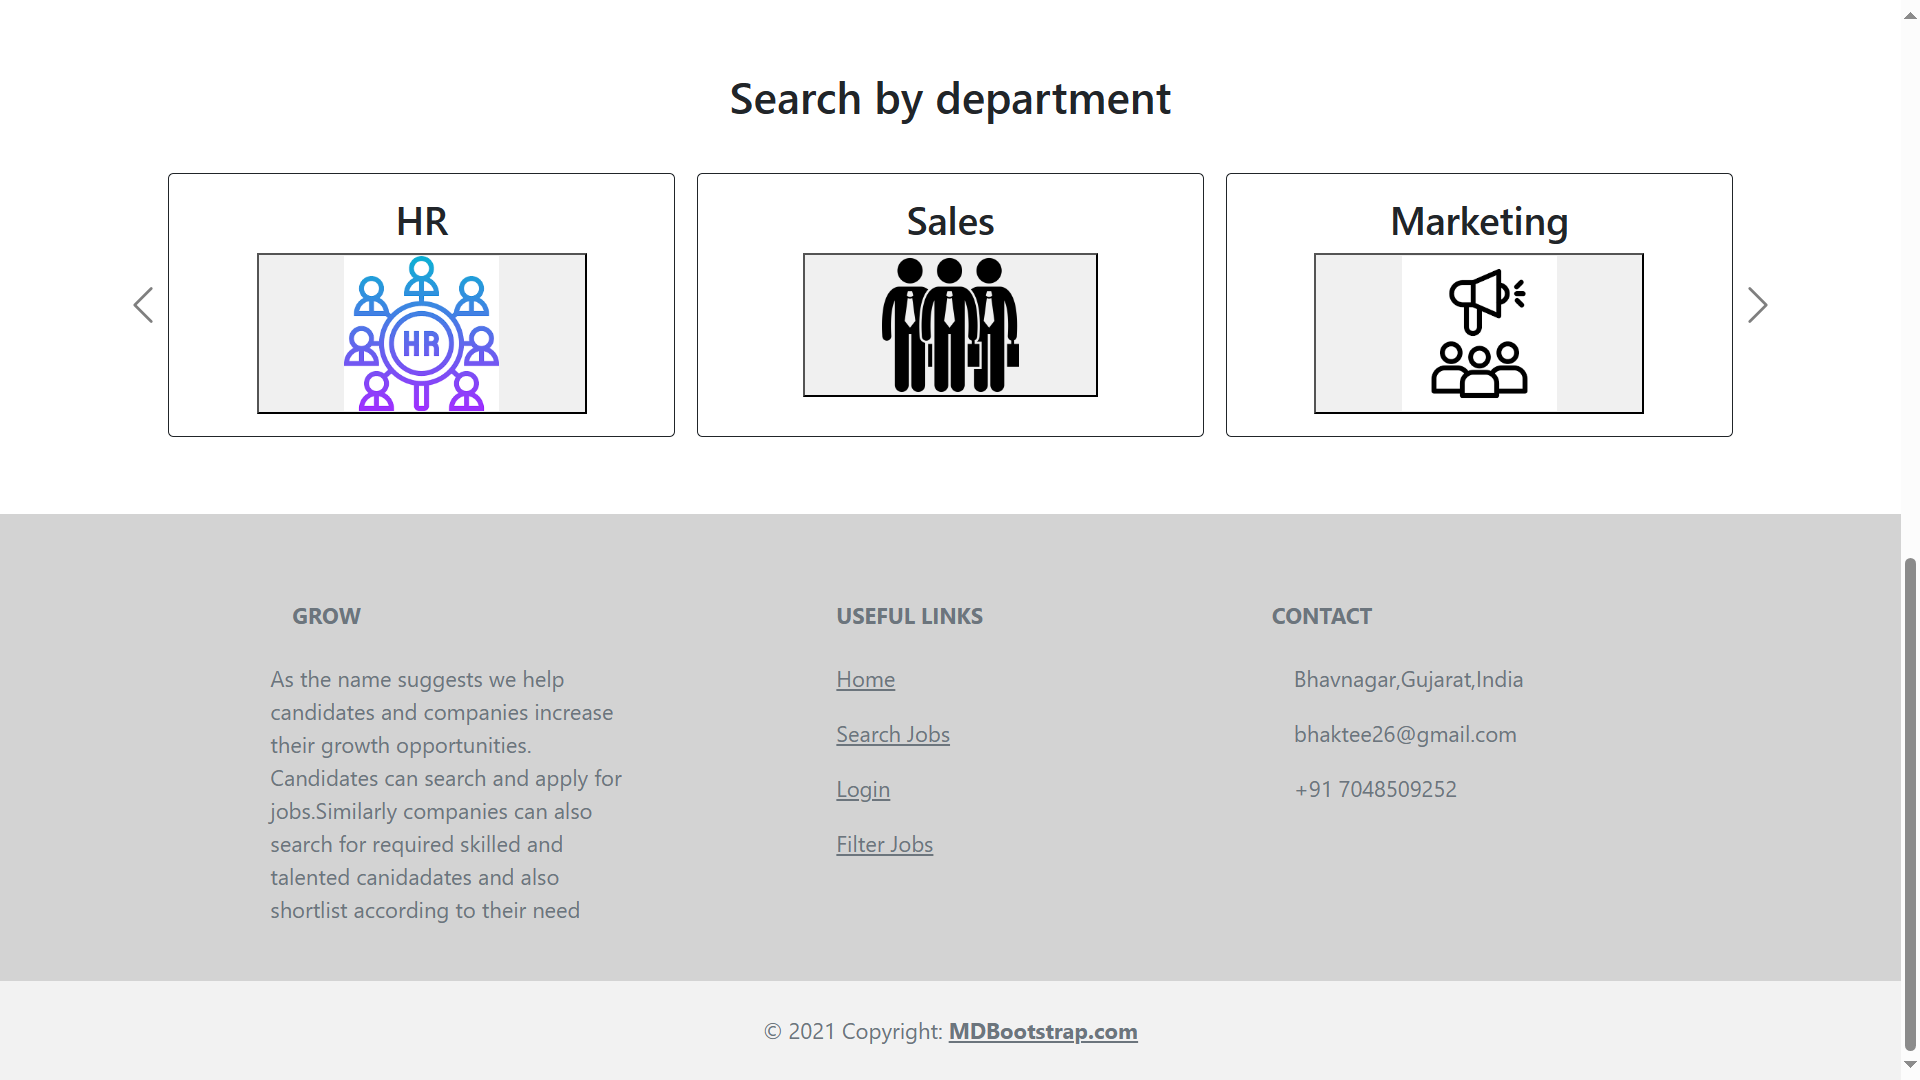 Search by department
HR
HR
Sales
Marketing
GROW
As the name suggests we help
candidates and companies increase
their growth opportunities.
Candidates can search and apply for
jobs.Similarly companies can also
search for required skilled and
talented canidadates and also
shortlist according to their need
USEFUL LINKS
Home
Search Jobs
Login
Filter Jobs
CONTACT
Bhavnagar,Gujarat,India
bhaktee26@gmail.com
+91 7048509252
© 2021 Copyright: MDBootstrap.com